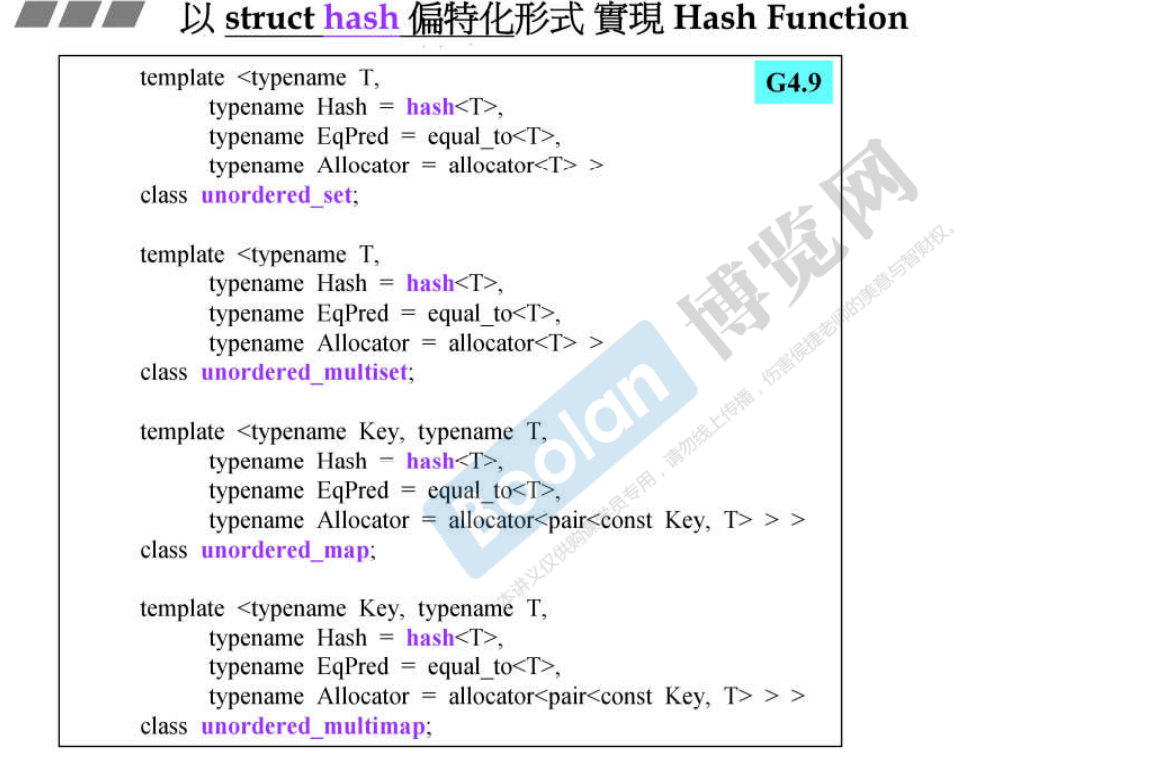 以 struct hash 偏特化形式 實現 Hash Function
G4.9
template <typename T,
typename Hash = hash<T>,
typename EqPred = equal_to<T>,
typename Allocator = allocator<T> >
class unordered_set;
template <typename T,
typename Hash = hash<T>,
typename EqPred = equal_to<T>,
typename Allocator = allocator<T> >
class unordered_multiset;
template <typename Key, typename T,
typename Hash = hash<T>,
typename EqPred = equal_to<T>,
typename Allocator = allocator<pair<const Key, T> > >
class unordered_map;
template <typename Key, typename T,
typename Hash = hash<T>,
typename EqPred = equal_to<T>,
typename Allocator = allocator<pair<const Key, T> > >
class unordered_multimap;
Boolan 博览网
本讲义仅供购课学员专用，请勿线上传播，伤害侯捷老师的美意与智财权。